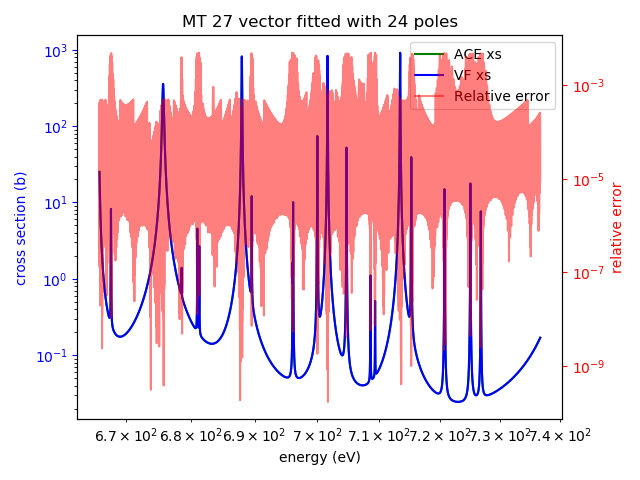 MT 27 vector fitted with 24 poles
ACE xs
VF xs
Relative error
cross section (b)
10³
10²
10¹
10⁰
10⁻¹
10⁻³
10⁻⁵
10⁻⁷
10⁻⁹
relative error
6.7 × 10² 6.8 × 10² 6.9 × 10² 7 × 10² 7.1 × 10² 7.2 × 10² 7.3 × 10² 7.4 × 10²
energy (eV)